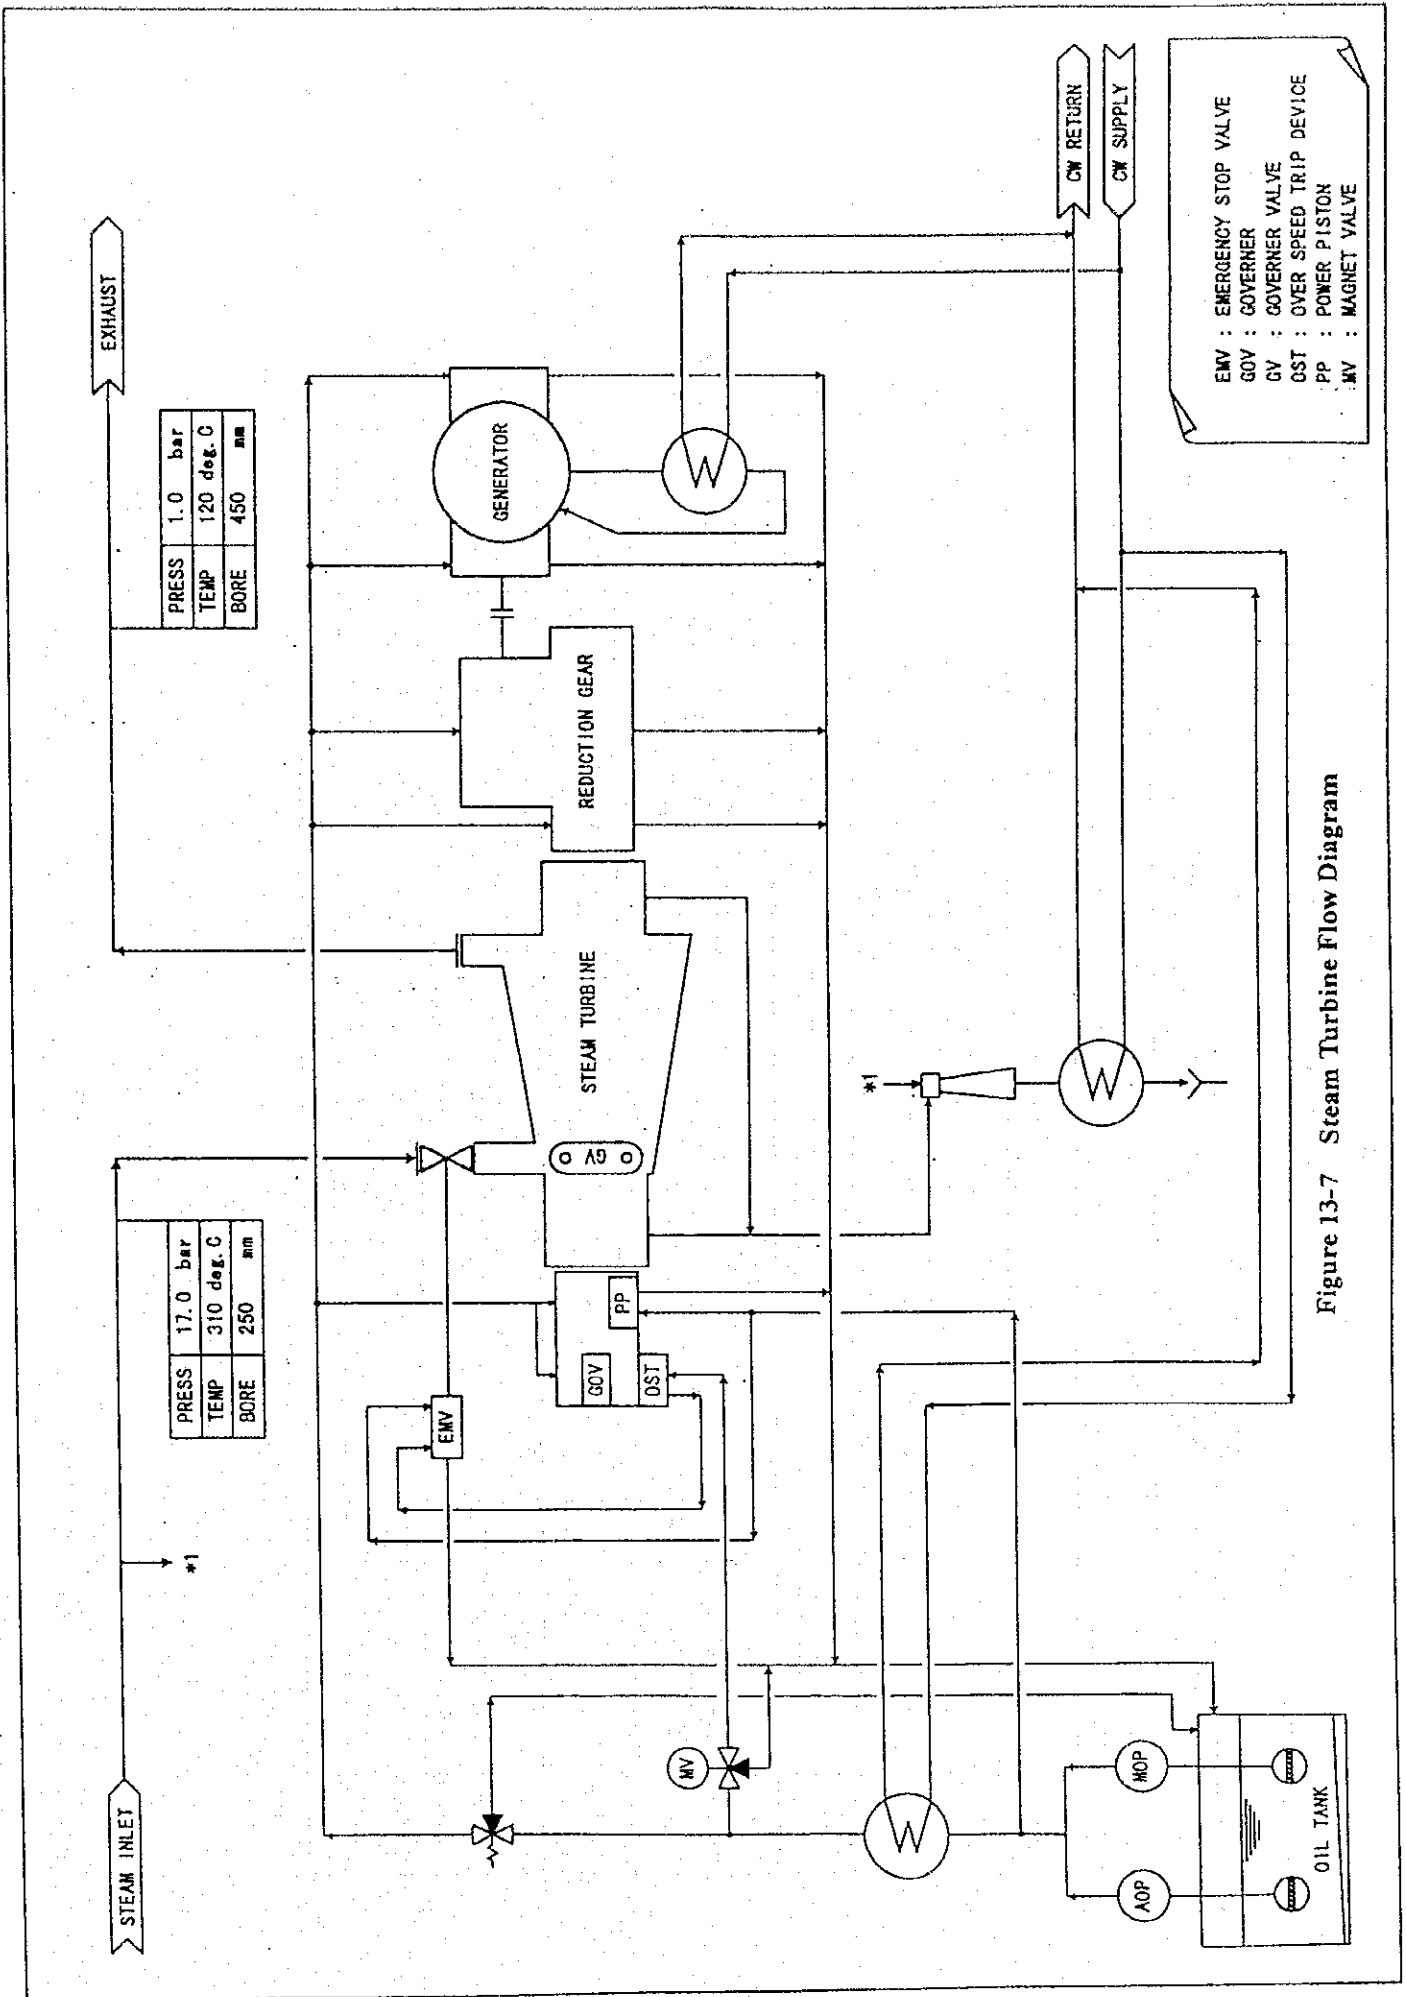 STEAM INLET
*1
PRESS 17.0 bar
TEMP 310 deg.C
BORE 250 mm
EXHAUST
PRESS 1.0 bar
TEMP 120 deg.C
BORE 450 mm
EMV
GOV
OST
PP
GV
STEAM TURBINE
REDUCTION GEAR
GENERATOR
MV
*1
AOP
MOP
OIL TANK
CW RETURN
CW SUPPLY
EMV : EMERGENCY STOP VALVE
GOV : GOVERNER
GV : GOVERNER VALVE
OST : OVER SPEED TRIP DEVICE
PP : POWER PISTON
MV : MAGNET VALVE
Figure 13-7 Steam Turbine Flow Diagram